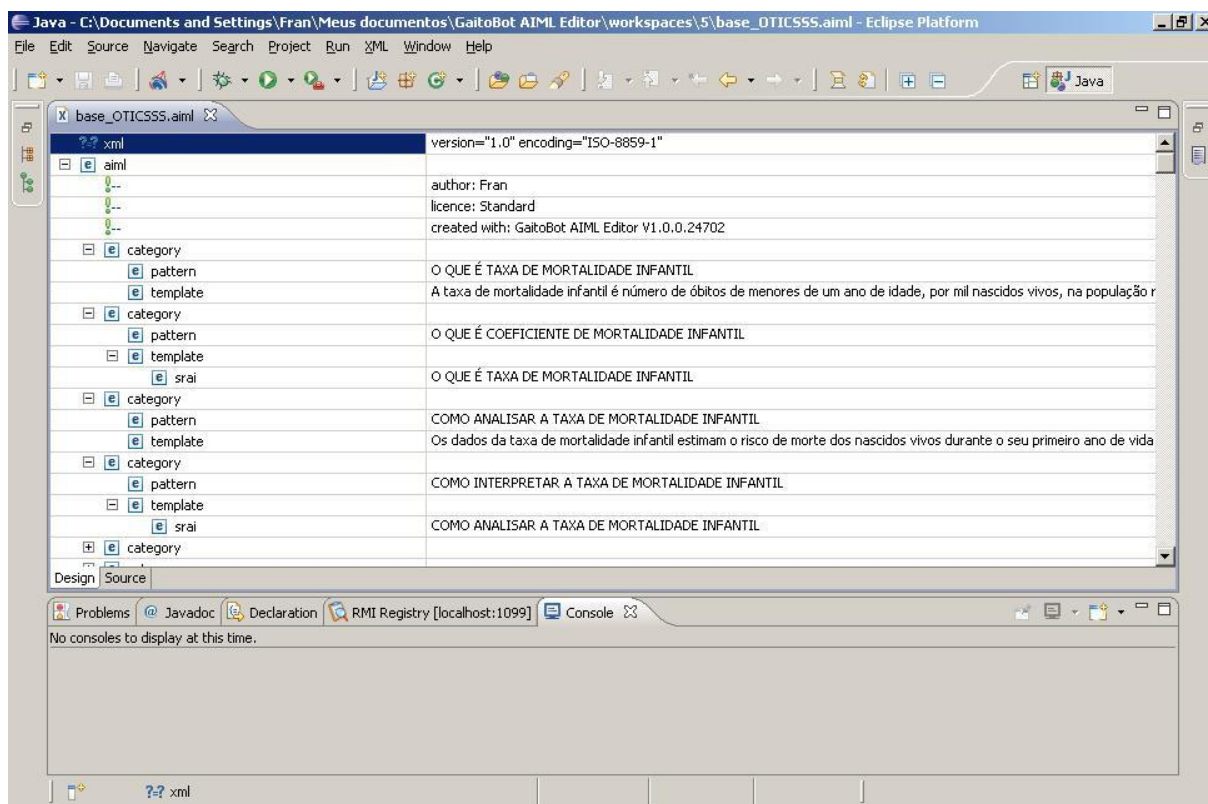 Java - C:\Documents and Settings\Fran\Meus documentos\GaitoBot AIML Editor\workspaces\5\base_OTICSSS.aiml - Eclipse Platform
File Edit Source Navigate Search Project Run XML Window Help
Java
base_OTICSSS.aiml
?=? xml version="1.0" encoding="ISO-8859-1"
e aiml
!-- author: Fran
!-- licence: Standard
!-- created with: GaitoBot AIML Editor V1.0.0.24702
e category
e pattern O QUE É TAXA DE MORTALIDADE INFANTIL
e template A taxa de mortalidade infantil é número de óbitos de menores de um ano de idade, por mil nascidos vivos, na população r
e category
e pattern O QUE É COEFICIENTE DE MORTALIDADE INFANTIL
e template
e srai O QUE É TAXA DE MORTALIDADE INFANTIL
e category
e pattern COMO ANALISAR A TAXA DE MORTALIDADE INFANTIL
e template Os dados da taxa de mortalidade infantil estimam o risco de morte dos nascidos vivos durante o seu primeiro ano de vida
e category
e pattern COMO INTERPRETAR A TAXA DE MORTALIDADE INFANTIL
e template
e srai COMO ANALISAR A TAXA DE MORTALIDADE INFANTIL
e category
Design Source
Problems @ Javadoc Declaration RMI Registry [localhost:1099] Console
No consoles to display at this time.
?=? xml